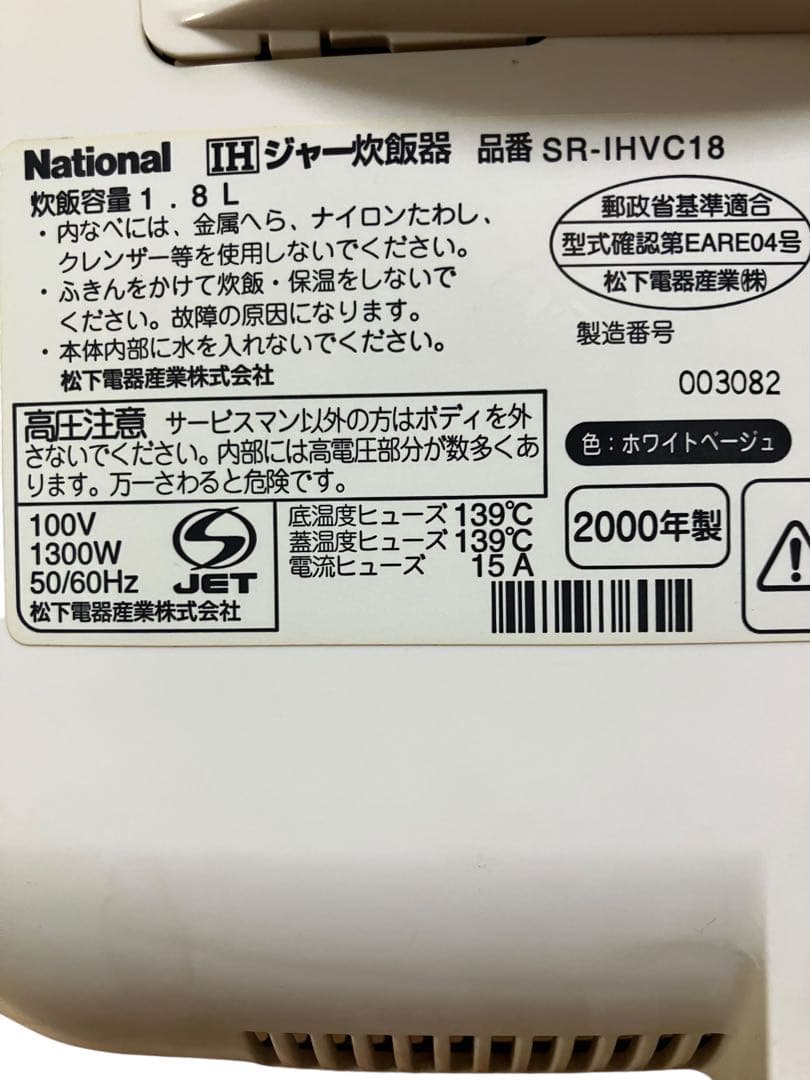 National IHジャー炊飯器 品番 SR-IHVC18
炊飯容量1.8L
・内なべには、金属へら、ナイロンたわし、
クレンザー等を使用しないでください。
・ふきんをかけて炊飯・保温をしないで
ください。故障の原因になります。
・本体内部に水を入れないでください。
松下電器産業株式会社
郵政省基準適合
型式確認第EARE04号
松下電器産業㈱
製造番号
003082
高圧注意 サービスマン以外の方はボディを外
さないでください。内部には高電圧部分が数多くあ
ります。万一さわると危険です。
色：ホワイトベージュ
100V
1300W
50/60Hz
JET
松下電器産業株式会社
底温度ヒューズ 139℃
蓋温度ヒューズ 139℃
電流ヒューズ 15A
2000年製